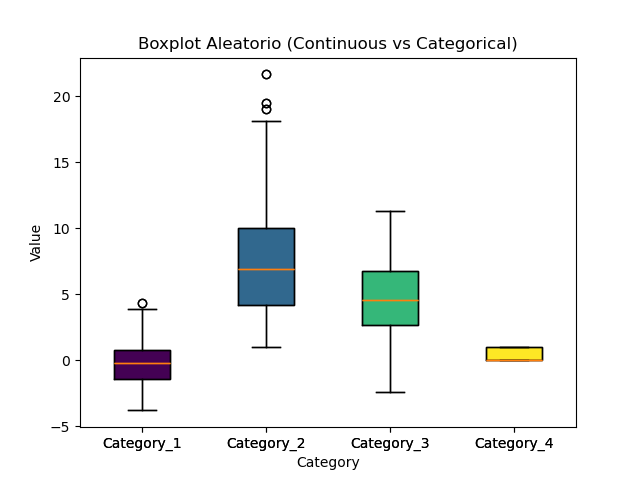 Boxplot Aleatorio (Continuous vs Categorical)
20
15
10
5
0
−5
Value
Category_1 Category_2 Category_3 Category_4
Category